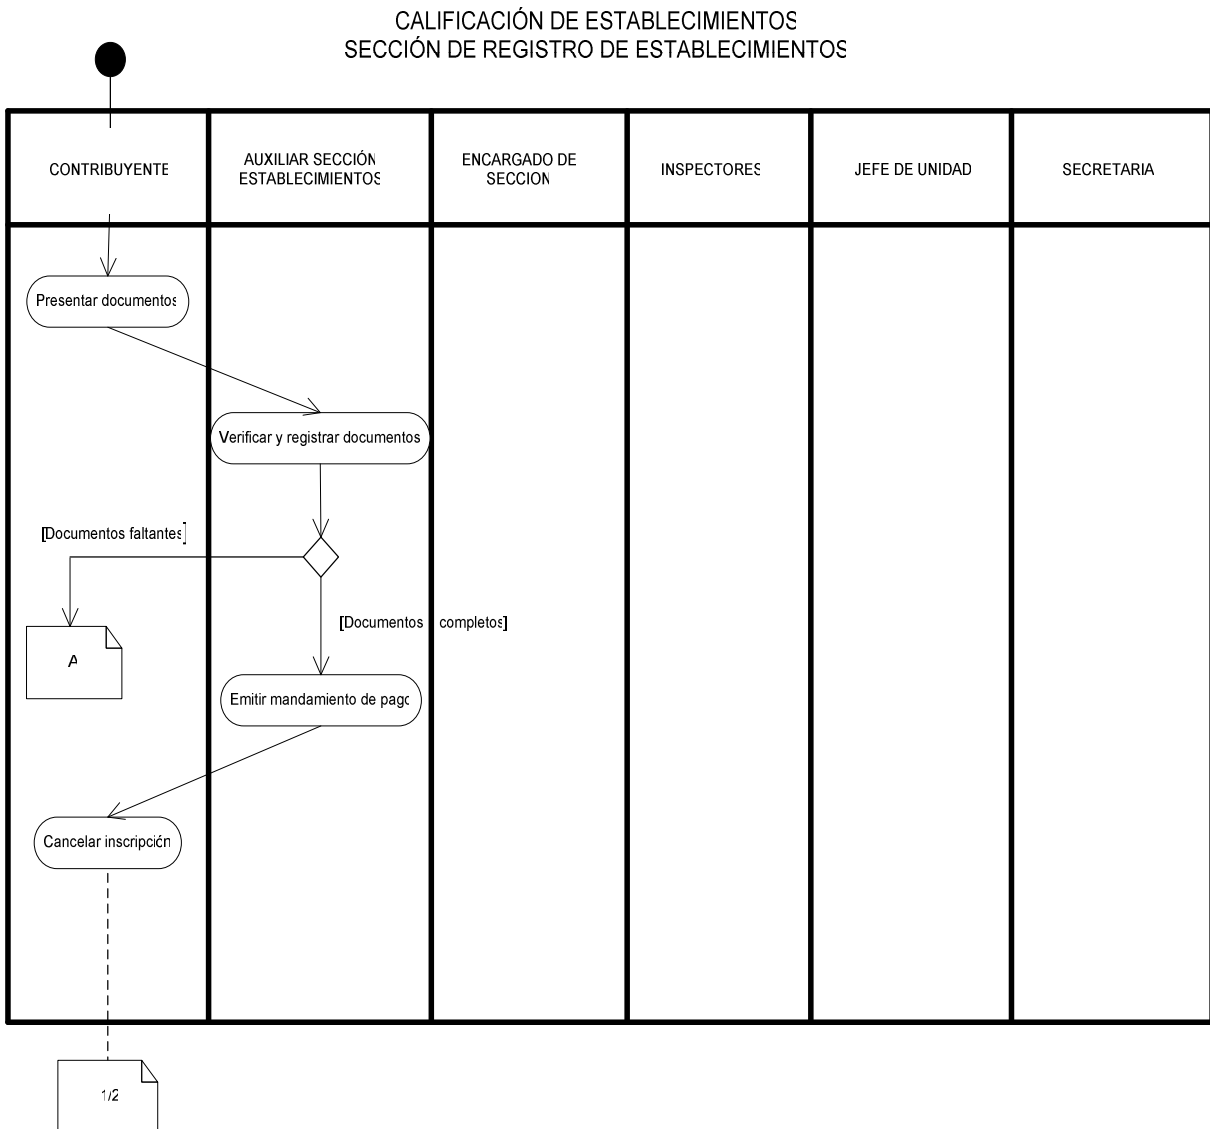 CALIFICACIÓN DE ESTABLECIMIENTOS
SECCIÓN DE REGISTRO DE ESTABLECIMIENTOS
CONTRIBUYENTE
AUXILIAR SECCIÓN
ESTABLECIMIENTOS
ENCARGADO DE
SECCION
INSPECTORES
JEFE DE UNIDAD
SECRETARIA
Presentar documentos
Verificar y registrar documentos
[Documentos faltantes]
[Documentos completos]
A
Emitir mandamiento de pago
Cancelar inscripción
1/2